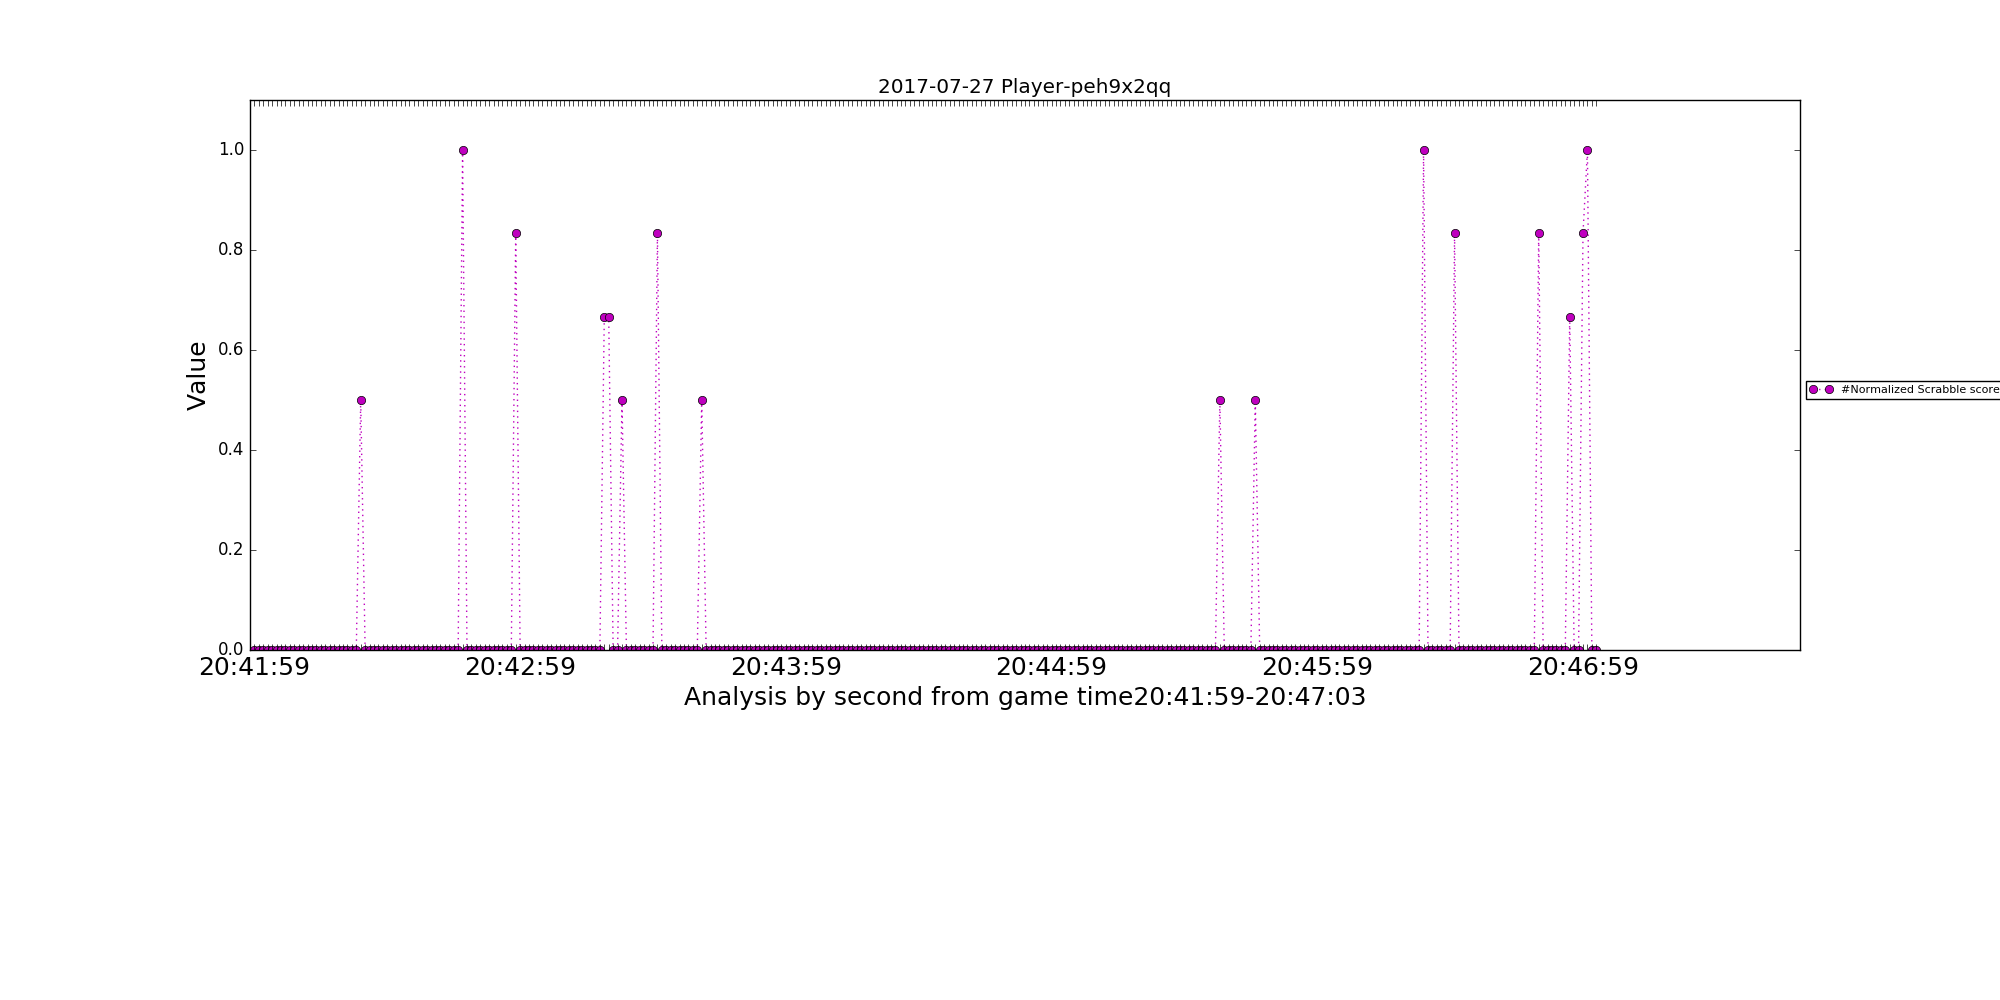 2017-07-27 Player-peh9x2qq
1.0
0.8
0.6
0.4
0.2
0.0
Value
#Normalized Scrabble score
20:41:59 20:42:59 20:43:59 20:44:59 20:45:59 20:46:59
Analysis by second from game time20:41:59-20:47:03